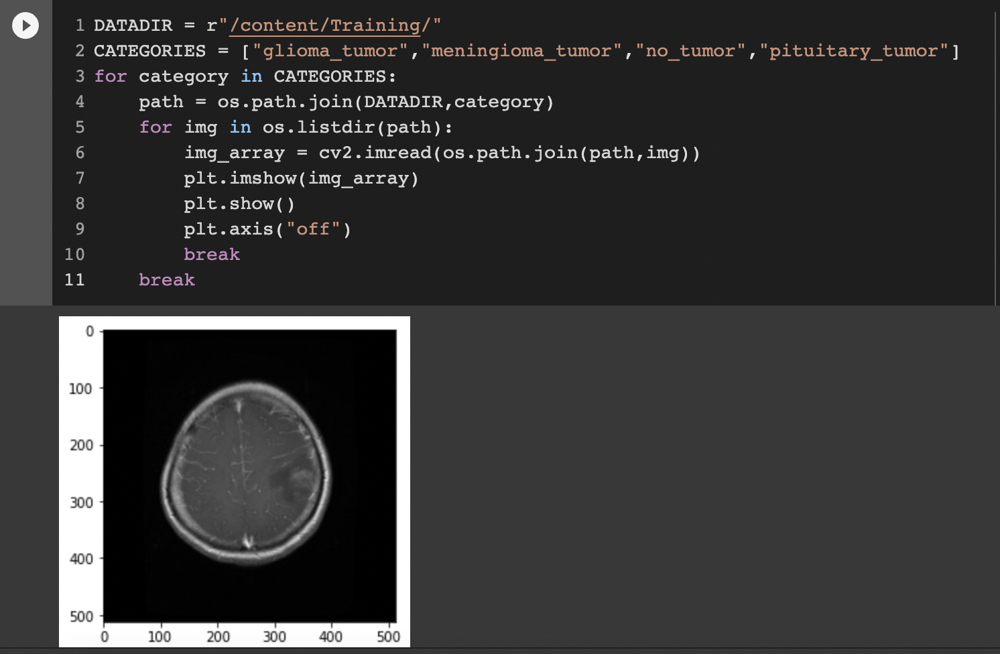 1 DATADIR = r"/content/Training/"
2 CATEGORIES = ["glioma_tumor","meningioma_tumor","no_tumor","pituitary_tumor"]
3 for category in CATEGORIES:
4     path = os.path.join(DATADIR,category)
5     for img in os.listdir(path):
6         img_array = cv2.imread(os.path.join(path,img))
7         plt.imshow(img_array)
8         plt.show()
9         plt.axis("off")
10         break
11     break
0
100
200
300
400
500
0 100 200 300 400 500